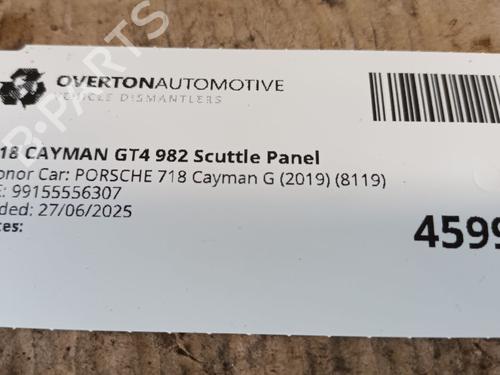 OVERTONAUTOMOTIVE
VEHICLE DISMANTLERS
18 CAYMAN GT4 982 Scuttle Panel
onor Car: PORSCHE 718 Cayman G (2019) (8119)
E: 99155556307
ded: 27/06/2025
tes:
4599